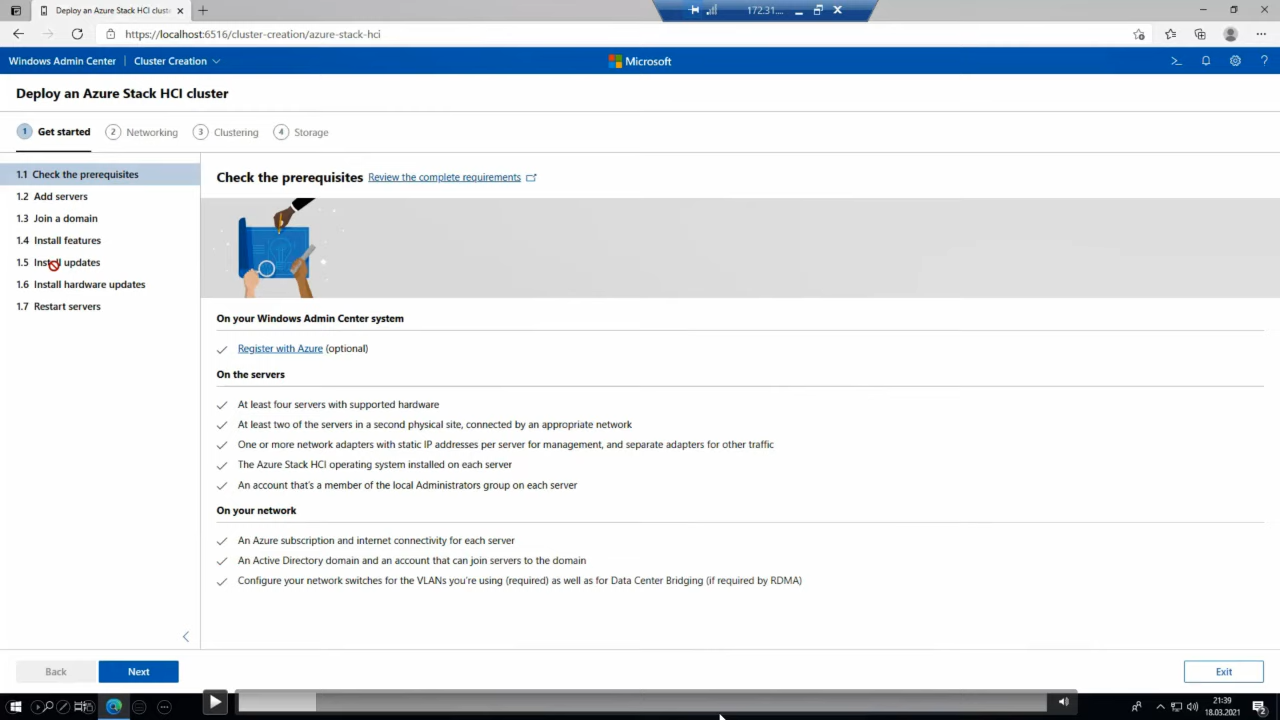 Deploy an Azure Stack HCI cluste
172.31....
https://localhost:6516/cluster-creation/azure-stack-hci
Windows Admin Center
Cluster Creation
Microsoft
Deploy an Azure Stack HCI cluster
1 Get started
2 Networking
3 Clustering
4 Storage
1.1 Check the prerequisites
1.2 Add servers
1.3 Join a domain
1.4 Install features
1.5 Install updates
1.6 Install hardware updates
1.7 Restart servers
Check the prerequisites Review the complete requirements
On your Windows Admin Center system
Register with Azure (optional)
On the servers
At least four servers with supported hardware
At least two of the servers in a second physical site, connected by an appropriate network
One or more network adapters with static IP addresses per server for management, and separate adapters for other traffic
The Azure Stack HCI operating system installed on each server
An account that's a member of the local Administrators group on each server
On your network
An Azure subscription and internet connectivity for each server
An Active Directory domain and an account that can join servers to the domain
Configure your network switches for the VLANs you're using (required) as well as for Data Center Bridging (if required by RDMA)
Back
Next
Exit
21:39
18.03.2021
2